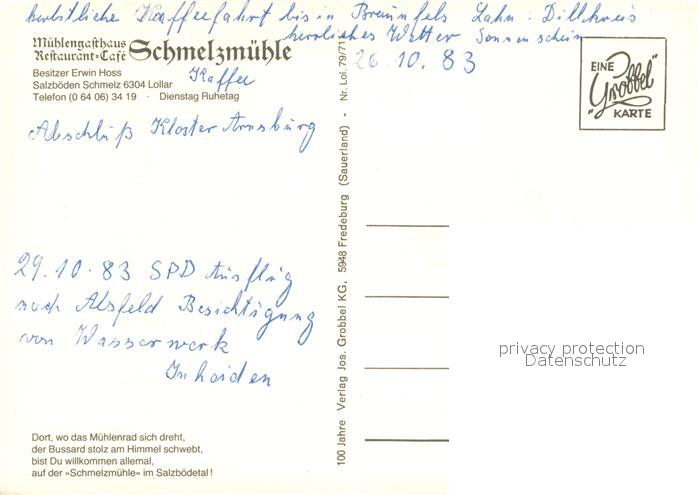 herbstliche Kaffeefahrt bis in Braunfels Lahn-Dillkreis
herrliches Wetter Sonnenschein
26.10.83
Mühlengasthaus
Restaurant-Café Schmelzmühle
Kaffee
Besitzer Erwin Hoss
Salzböden Schmelz 6304 Lollar
Telefon (0 64 06) 34 19 · Dienstag Ruhetag
Abschluß Kloster Arnsburg
29.10.83 SPD Ausflug
nach Alsfeld Besichtigung
von Wasserwerk
Inheiden
Dort, wo das Mühlenrad sich dreht,
der Bussard stolz am Himmel schwebt,
bist Du willkommen allemal,
auf der »Schmelzmühle« im Salzbödetal!
100 Jahre Verlag Jos. Grobbel KG, 5948 Fredeburg (Sauerland) - Nr. Lol. 79/71
EINE
"Grobbel"
KARTE
privacy protection
Datenschutz